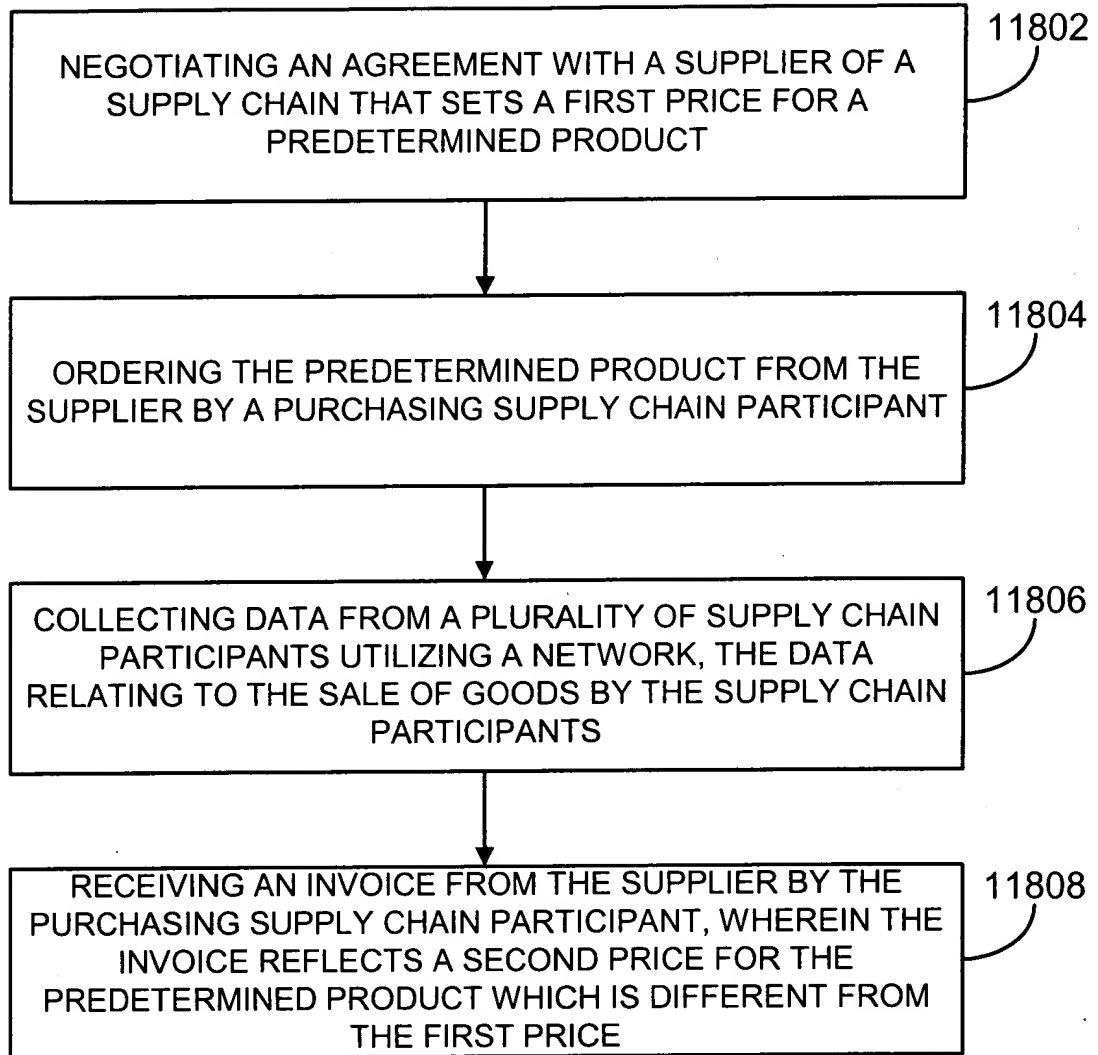 11802
NEGOTIATING AN AGREEMENT WITH A SUPPLIER OF A
SUPPLY CHAIN THAT SETS A FIRST PRICE FOR A
PREDETERMINED PRODUCT
11804
ORDERING THE PREDETERMINED PRODUCT FROM THE
SUPPLIER BY A PURCHASING SUPPLY CHAIN PARTICIPANT
11806
COLLECTING DATA FROM A PLURALITY OF SUPPLY CHAIN
PARTICIPANTS UTILIZING A NETWORK, THE DATA
RELATING TO THE SALE OF GOODS BY THE SUPPLY CHAIN
PARTICIPANTS
11808
RECEIVING AN INVOICE FROM THE SUPPLIER BY THE
PURCHASING SUPPLY CHAIN PARTICIPANT, WHEREIN THE
INVOICE REFLECTS A SECOND PRICE FOR THE
PREDETERMINED PRODUCT WHICH IS DIFFERENT FROM
THE FIRST PRICE